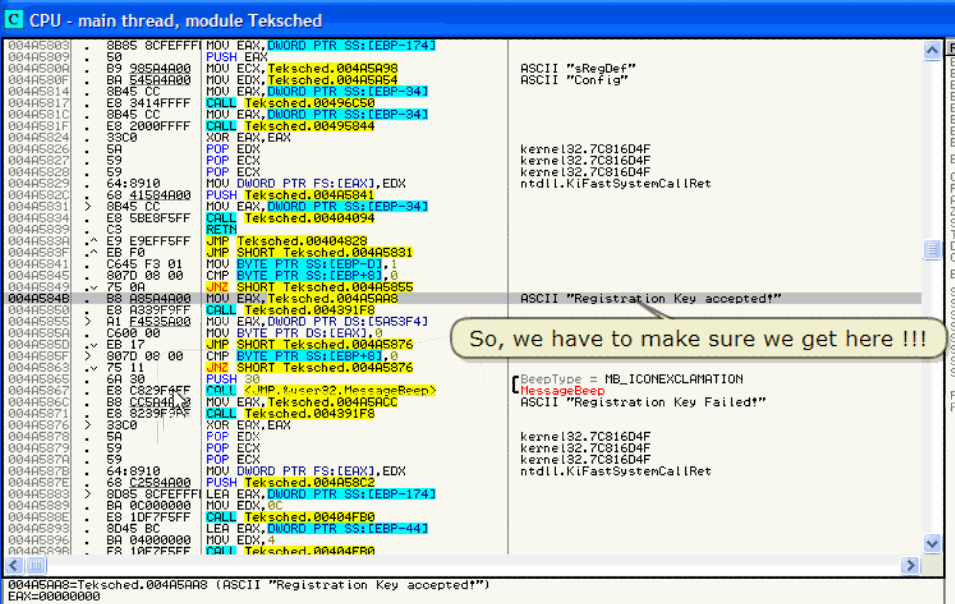 CPU - main thread, module Teksched
004A5803 . 8B85 8CFEFFFF MOV EAX,DWORD PTR SS:[EBP-174]
004A5809 . 50 PUSH EAX
004A580A . B9 985A4A00 MOV ECX,Teksched.004A5A98 ASCII "sRegDef"
004A580F . BA 545A4A00 MOV EDX,Teksched.004A5A54 ASCII "Config"
004A5814 . 8B45 CC MOV EAX,DWORD PTR SS:[EBP-34]
004A5817 . E8 3414FFFF CALL Teksched.00496C50
004A581C . 8B45 CC MOV EAX,DWORD PTR SS:[EBP-34]
004A581F . E8 2000FFFF CALL Teksched.00495844
004A5824 . 33C0 XOR EAX,EAX
004A5826 . 5A POP EDX kernel32.7C816D4F
004A5827 . 59 POP ECX kernel32.7C816D4F
004A5828 . 59 POP ECX kernel32.7C816D4F
004A5829 . 64:8910 MOV DWORD PTR FS:[EAX],EDX ntdll.KiFastSystemCallRet
004A582C . 68 41584A00 PUSH Teksched.004A5841
004A5831 > 8B45 CC MOV EAX,DWORD PTR SS:[EBP-34]
004A5834 . E8 5BE8F5FF CALL Teksched.00404094
004A5839 . C3 RETN
004A583A .^ E9 E9EFF5FF JMP Teksched.00404828
004A583F .^ EB F0 JMP SHORT Teksched.004A5831
004A5841 . C645 F3 01 MOV BYTE PTR SS:[EBP-D],1
004A5845 . 807D 08 00 CMP BYTE PTR SS:[EBP+8],0
004A5849 .v 75 0A JNZ SHORT Teksched.004A5855
004A584B . B8 A85A4A00 MOV EAX,Teksched.004A5AA8 ASCII "Registration Key accepted!"
004A5850 . E8 A339F9FF CALL Teksched.004391F8
004A5855 > A1 F4535A00 MOV EAX,DWORD PTR DS:[5A53F4]
004A585A . C600 00 MOV BYTE PTR DS:[EAX],0
004A585D .v EB 17 JMP SHORT Teksched.004A5876
004A585F > 807D 08 00 CMP BYTE PTR SS:[EBP+8],0
004A5863 .v 75 11 JNZ SHORT Teksched.004A5876
So, we have to make sure we get here !!!
004A5865 . 6A 30 PUSH 30 BeepType = MB_ICONEXCLAMATION
004A5867 . E8 C829F6FF CALL <JMP.&user32.MessageBeep> MessageBeep
004A586C . B8 CC5A4A00 MOV EAX,Teksched.004A5ACC ASCII "Registration Key Failed!"
004A5871 . E8 8239F9FF CALL Teksched.004391F8
004A5876 > 33C0 XOR EAX,EAX
004A5878 . 5A POP EDX kernel32.7C816D4F
004A5879 . 59 POP ECX kernel32.7C816D4F
004A587A . 59 POP ECX kernel32.7C816D4F
004A587B . 64:8910 MOV DWORD PTR FS:[EAX],EDX ntdll.KiFastSystemCallRet
004A587E . 68 C2584A00 PUSH Teksched.004A58C2
004A5883 > 8D85 8CFEFFFF LEA EAX,DWORD PTR SS:[EBP-174]
004A5889 . BA 0C000000 MOV EDX,0C
004A588E . E8 1DF7F5FF CALL Teksched.00404FB0
004A5893 . 8D45 BC LEA EAX,DWORD PTR SS:[EBP-44]
004A5896 . BA 04000000 MOV EDX,4
004A589B . E8 10F7F5FF CALL Teksched.00404FB0
004A5AA8=Teksched.004A5AA8 (ASCII "Registration Key accepted!")
EAX=00000000